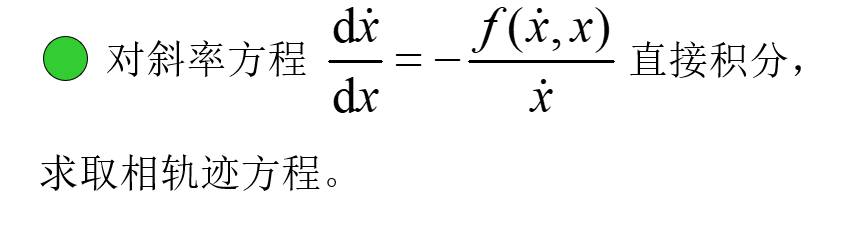 对斜率方程 dẋ/dx = −f(ẋ, x)/ẋ 直接积分，
求取相轨迹方程。